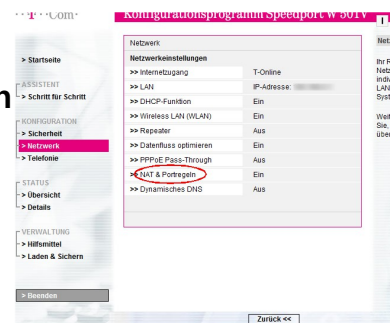 · · T · · Com ·
Konfigurationsprogramm Speedport W 501V
> Startseite
ASSISTENT
> Schritt für Schritt
KONFIGURATION
> Sicherheit
> Netzwerk
> Telefonie
STATUS
> Übersicht
> Details
VERWALTUNG
> Hilfsmittel
> Laden & Sichern
> Beenden
n
Netzwerk
Netzwerkeinstellungen
>> Internetzugang T-Online
>> LAN IP-Adresse:
>> DHCP-Funktion Ein
>> Wireless LAN (WLAN) Ein
>> Repeater Aus
>> Datenfluss optimieren Ein
>> PPPoE Pass-Through Aus
>> NAT & Portregeln Ein
>> Dynamisches DNS Aus
Zurück <<
Net
Ihr R
Netz
indiv
LAN
Syst
Weit
Sie,
über